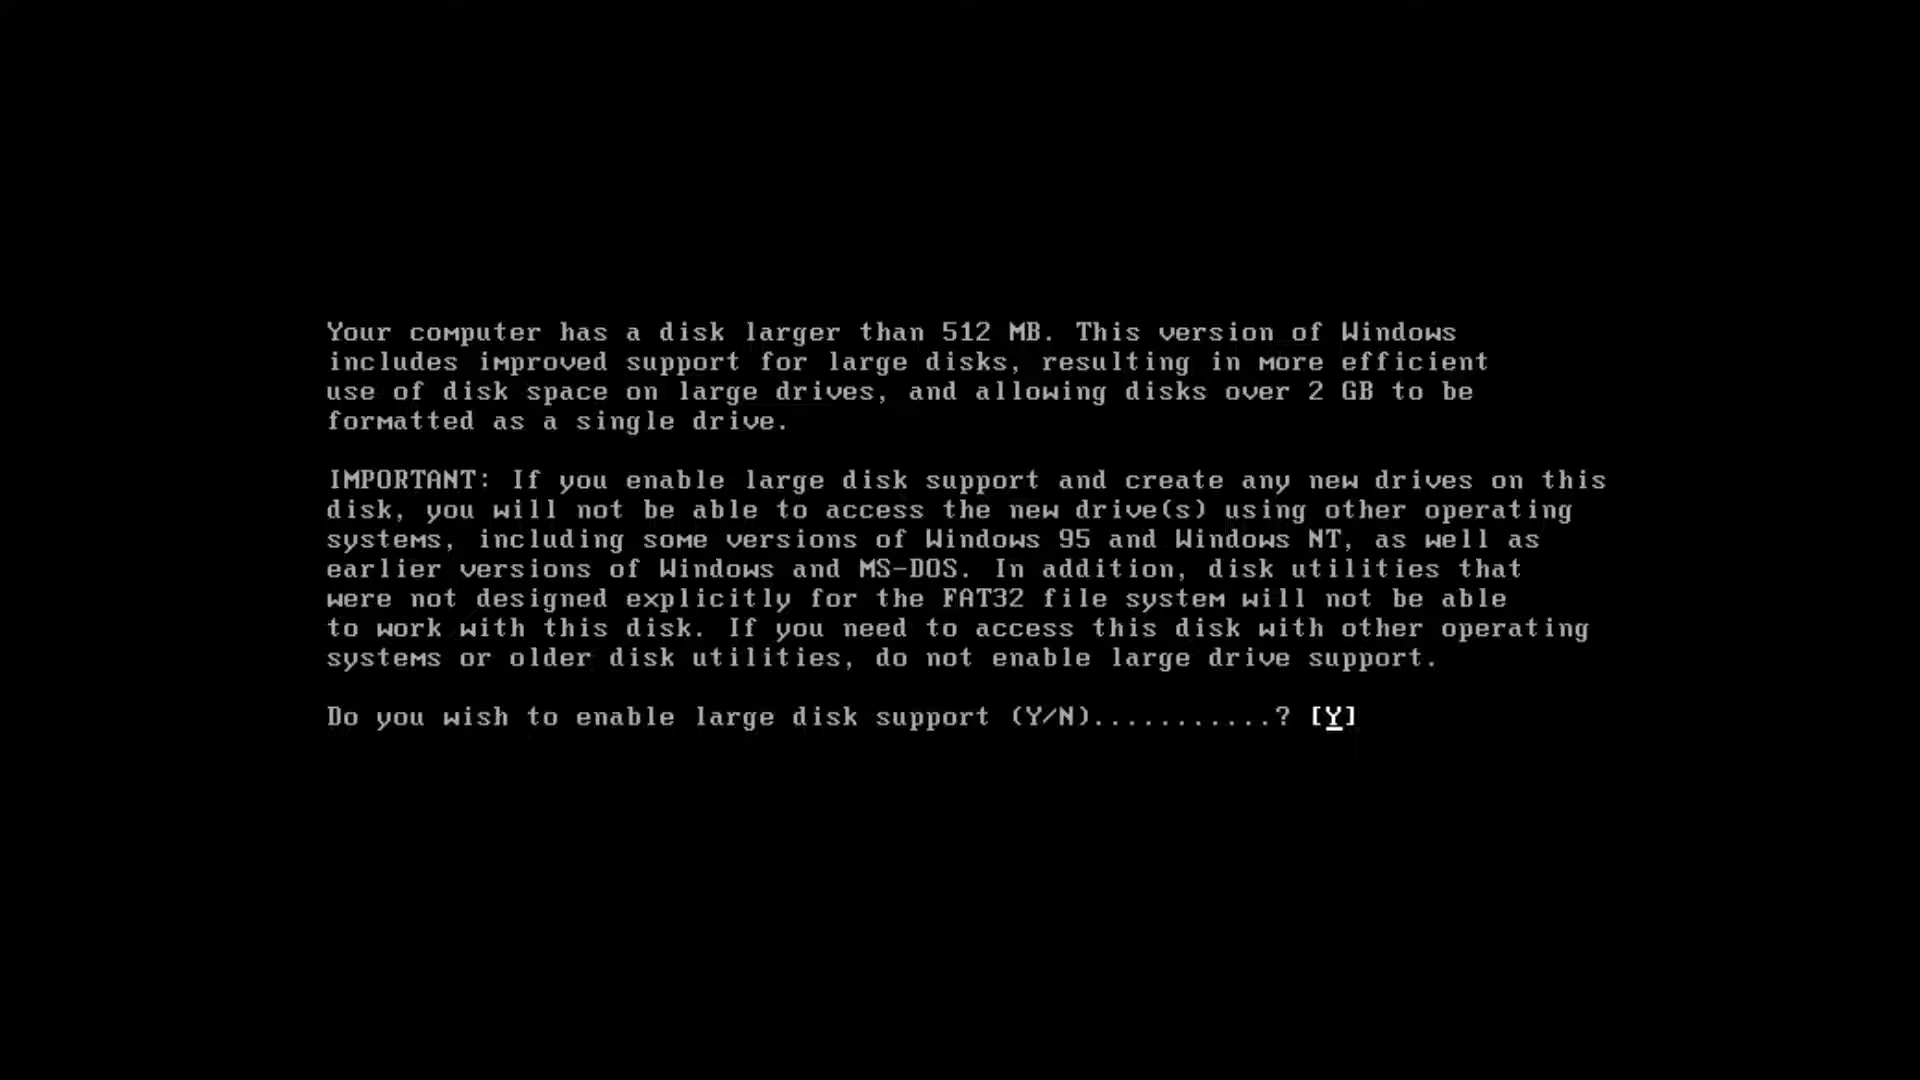 Your computer has a disk larger than 512 MB. This version of Windows
includes improved support for large disks, resulting in more efficient
use of disk space on large drives, and allowing disks over 2 GB to be
formatted as a single drive.
IMPORTANT: If you enable large disk support and create any new drives on this
disk, you will not be able to access the new drive(s) using other operating
systems, including some versions of Windows 95 and Windows NT, as well as
earlier versions of Windows and MS-DOS. In addition, disk utilities that
were not designed explicitly for the FAT32 file system will not be able
to work with this disk. If you need to access this disk with other operating
systems or older disk utilities, do not enable large drive support.
Do you wish to enable large disk support (Y/N)...........? [Y]